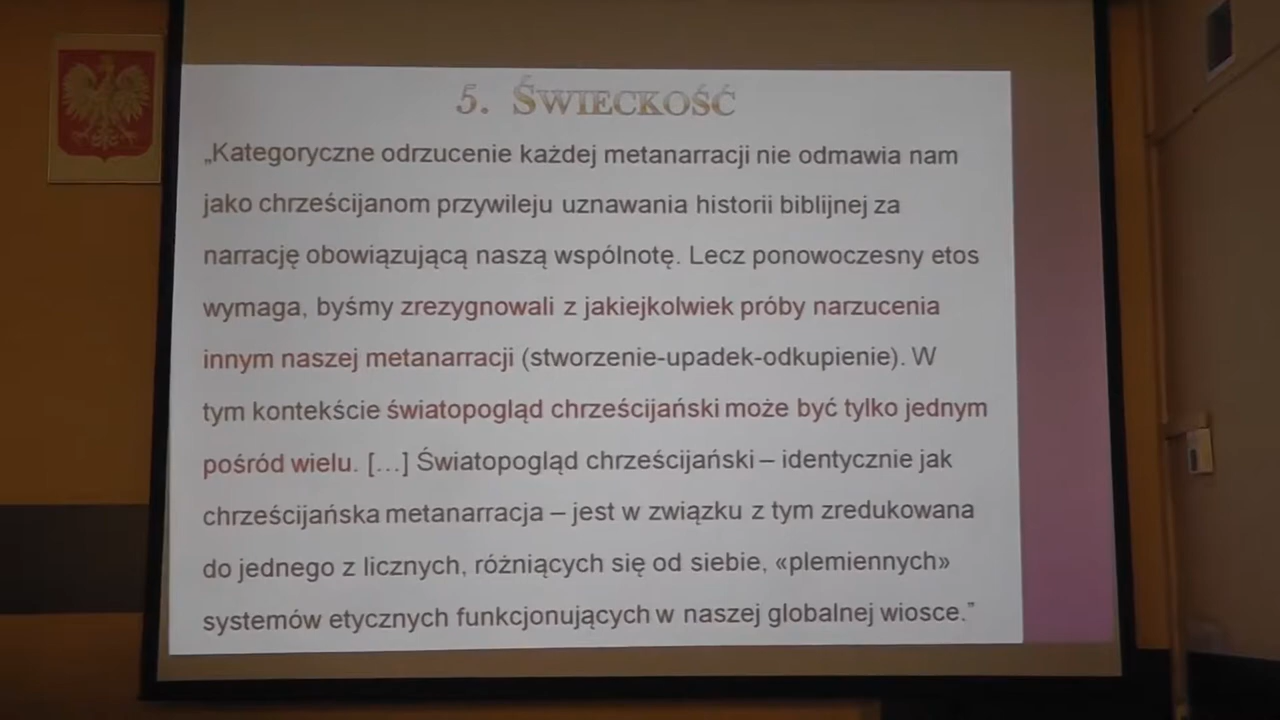 5. ŚWIECKOŚĆ
„Kategoryczne odrzucenie każdej metanarracji nie odmawia nam
jako chrześcijanom przywileju uznawania historii biblijnej za
narrację obowiązującą naszą wspólnotę. Lecz ponowoczesny etos
wymaga, byśmy zrezygnowali z jakiejkolwiek próby narzucenia
innym naszej metanarracji (stworzenie-upadek-odkupienie). W
tym kontekście światopogląd chrześcijański może być tylko jednym
pośród wielu. […] Światopogląd chrześcijański – identycznie jak
chrześcijańska metanarracja – jest w związku z tym zredukowana
do jednego z licznych, różniących się od siebie, «plemiennych»
systemów etycznych funkcjonujących w naszej globalnej wiosce.”